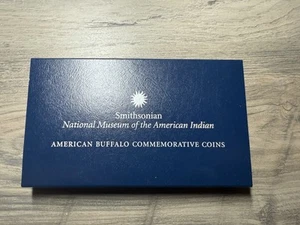 Smithsonian
National Museum of the American Indian
AMERICAN BUFFALO COMMEMORATIVE COINS